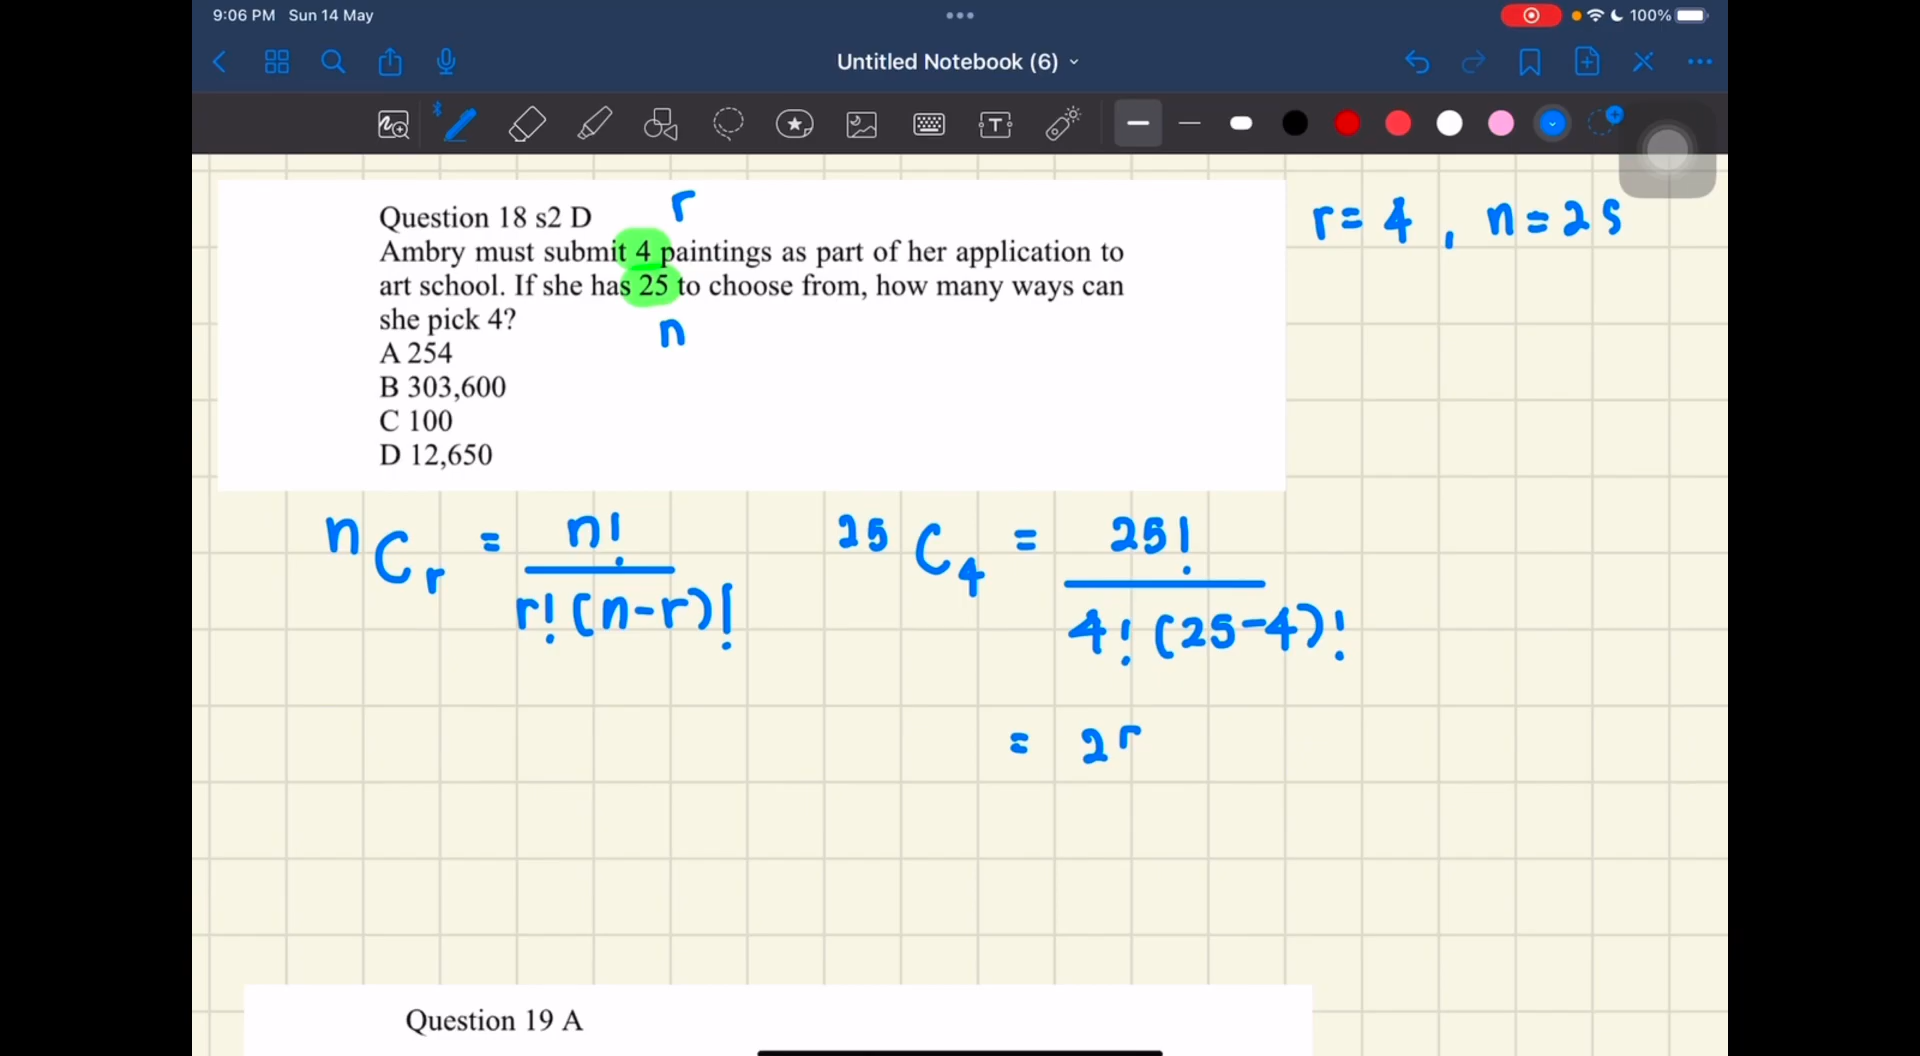 9:06 PM Sun 14 May
100%
Untitled Notebook (6)
Question 18 s2 D
r
Ambry must submit 4 paintings as part of her application to
art school. If she has 25 to choose from, how many ways can
she pick 4?
n
A 254
B 303,600
C 100
D 12,650
r = 4 , n = 25
nCr = n! / r!(n-r)!
25C4 = 25! / 4!(25-4)!
= 2
Question 19 A